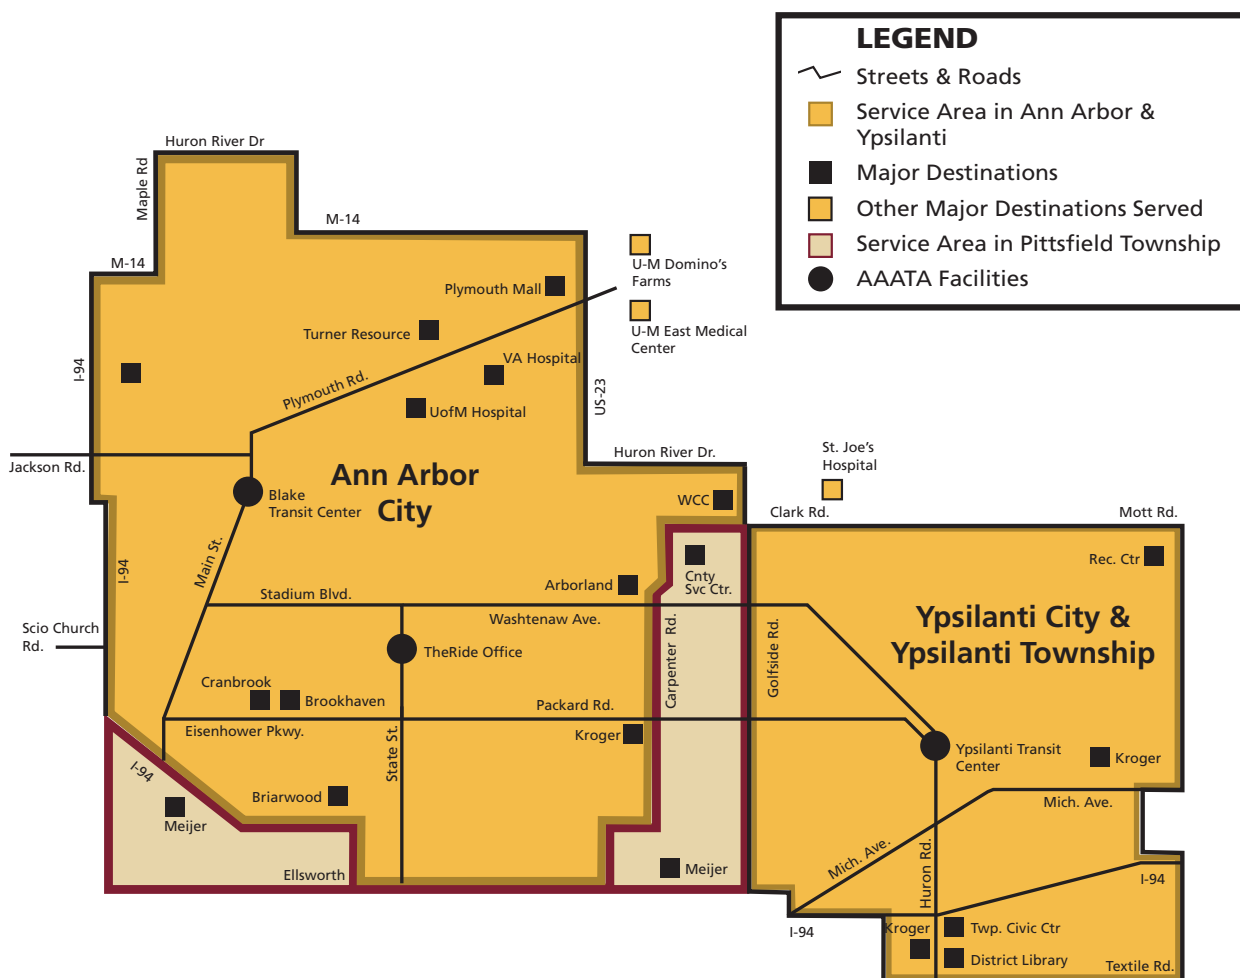 LEGEND
Streets & Roads
Service Area in Ann Arbor &
Ypsilanti
Major Destinations
Other Major Destinations Served
Service Area in Pittsfield Township
AAATA Facilities
Huron River Dr
Maple Rd
M-14
M-14
U-M Domino's
Farms
Plymouth Mall
Turner Resource
U-M East Medical
Center
VA Hospital
I-94
Plymouth Rd.
US-23
UofM Hospital
Jackson Rd.
Huron River Dr.
St. Joe's
Hospital
Ann Arbor
City
Blake
Transit Center
WCC
Clark Rd.
Mott Rd.
Main St.
I-94
Rec. Ctr
Cnty
Svc Ctr.
Arborland
Stadium Blvd.
Washtenaw Ave.
Carpenter Rd.
Golfside Rd.
Ypsilanti City &
Ypsilanti Township
Scio Church
Rd.
TheRide Office
Cranbrook
Brookhaven
Packard Rd.
Eisenhower Pkwy.
State St.
Kroger
Ypsilanti Transit
Center
Kroger
I-94
Briarwood
Mich. Ave.
Meijer
Mich. Ave.
Huron Rd.
Ellsworth
Meijer
I-94
I-94
Kroger
Twp. Civic Ctr
District Library
Textile Rd.